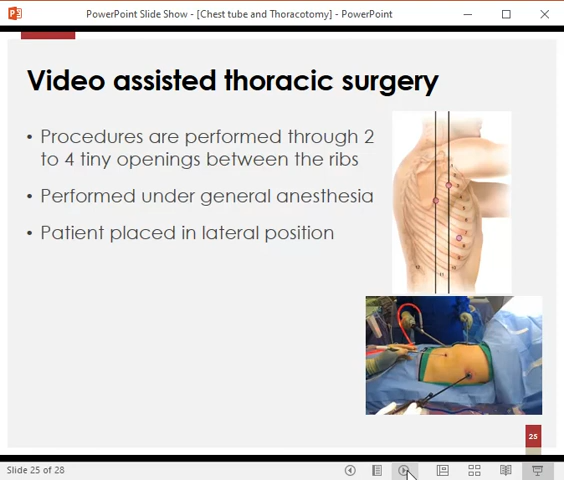 PowerPoint Slide Show - [Chest tube and Thoracotomy] - PowerPoint
Video assisted thoracic surgery
• Procedures are performed through 2
to 4 tiny openings between the ribs
• Performed under general anesthesia
• Patient placed in lateral position
25
Slide 25 of 28